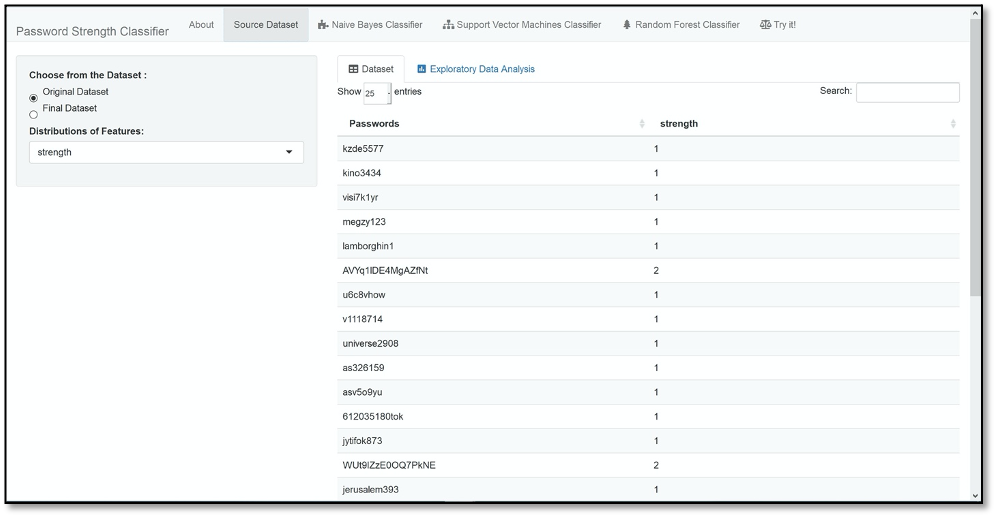 Password Strength Classifier About Source Dataset Naive Bayes Classifier Support Vector Machines Classifier Random Forest Classifier Try it!
Choose from the Dataset :
Original Dataset
Final Dataset
Distributions of Features:
strength
Dataset Exploratory Data Analysis
Show 25 entries Search:
Passwords strength
kzde5577 1
kino3434 1
visi7k1yr 1
megzy123 1
lamborghin1 1
AVYq1lDE4MgAZfNt 2
u6c8vhow 1
v1118714 1
universe2908 1
as326159 1
asv5o9yu 1
612035180tok 1
jytifok873 1
WUt9IZzE0OQ7PkNE 2
jerusalem393 1